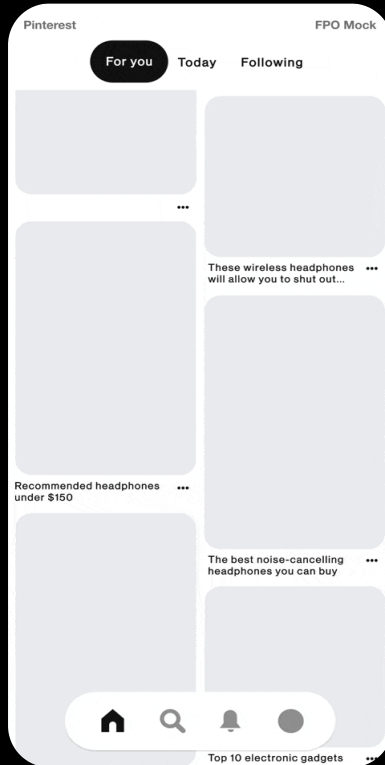 Pinterest
FPO Mock
For you
Today
Following
These wireless headphones
will allow you to shut out...
Recommended headphones
under $150
The best noise-cancelling
headphones you can buy
Top 10 electronic gadgets